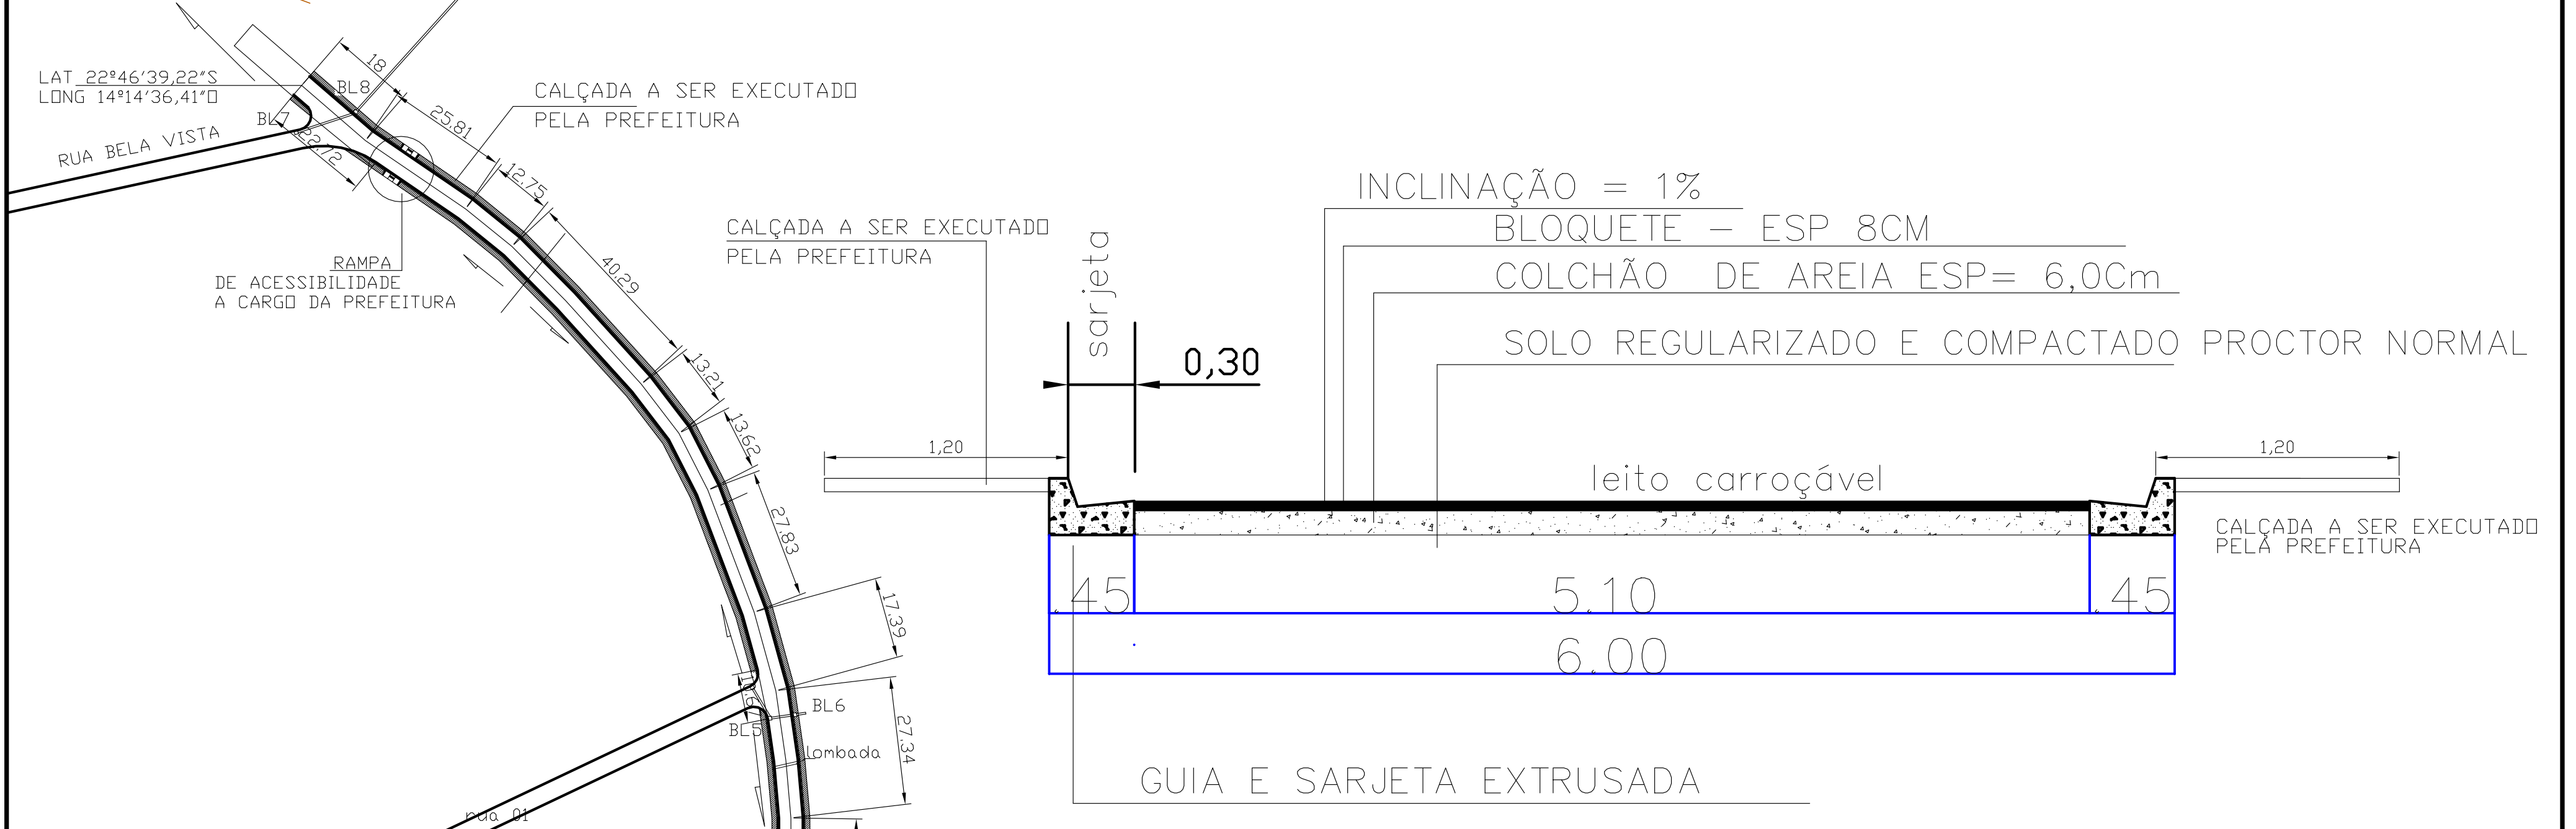 LAT 22º46'39,22"S
LONG 14º14'36,41"O
BL8
BL7
RUA BELA VISTA
18
25.81
22.72
12.75
40.29
13.21
13.62
27.83
17.39
10.67
27.34
CALÇADA A SER EXECUTADO
PELA PREFEITURA
RAMPA
DE ACESSIBILIDADE
A CARGO DA PREFEITURA
BL6
BL5
lombada
rua 01
CALÇADA A SER EXECUTADO
PELA PREFEITURA
sarjeta
0,30
INCLINAÇÃO = 1%
BLOQUETE - ESP 8CM
COLCHÃO DE AREIA ESP= 6,0Cm
SOLO REGULARIZADO E COMPACTADO PROCTOR NORMAL
1,20
leito carroçável
1,20
CALÇADA A SER EXECUTADO
PELA PREFEITURA
.45
5.10
.45
6.00
GUIA E SARJETA EXTRUSADA